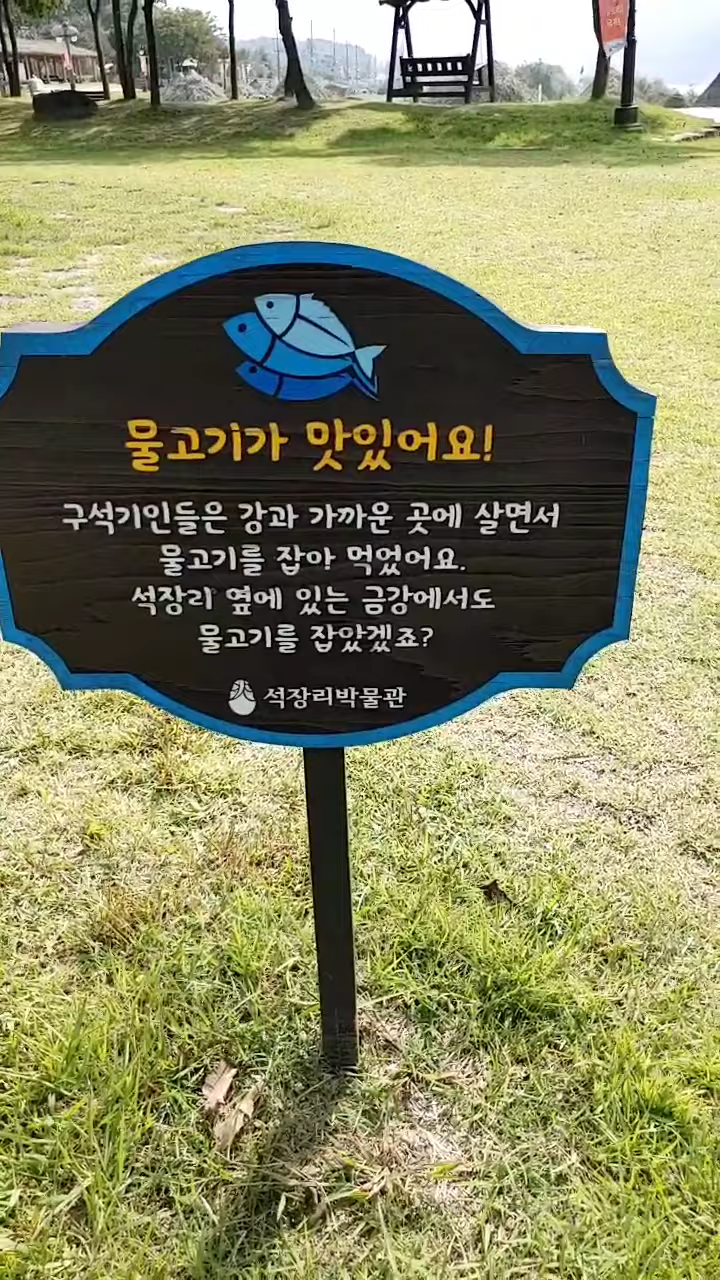 물고기가 맛있어요!
구석기인들은 강과 가까운 곳에 살면서
물고기를 잡아 먹었어요.
석장리 옆에 있는 금강에서도
물고기를 잡았겠죠?
석장리박물관